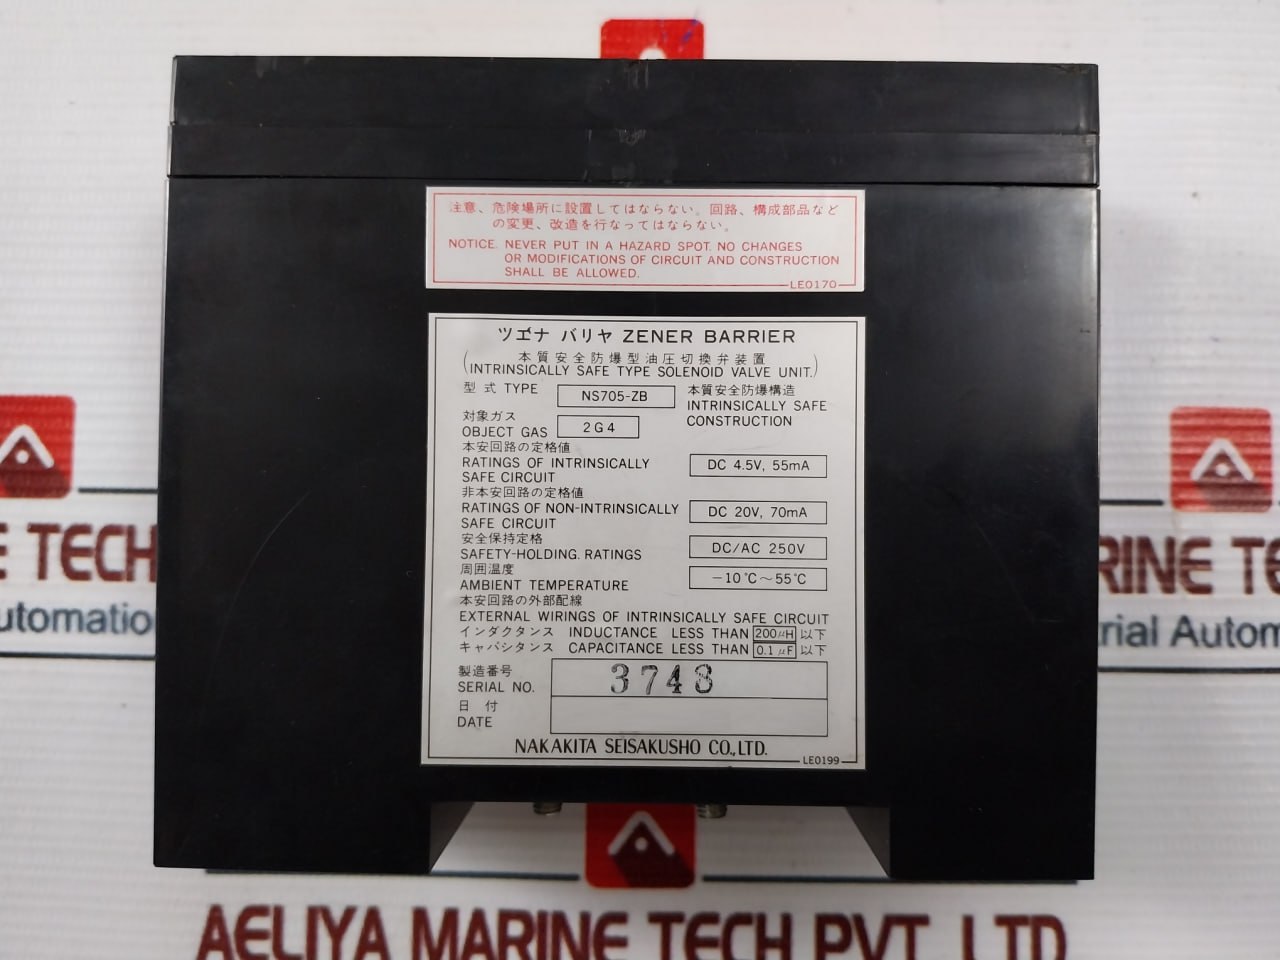 注意、危険場所に設置してはならない。回路、構成部品など
の変更、改造を行なってはならない。
NOTICE. NEVER PUT IN A HAZARD SPOT. NO CHANGES
OR MODIFICATIONS OF CIRCUIT AND CONSTRUCTION
SHALL BE ALLOWED.
LE0170
ツエナ バリヤ ZENER BARRIER
本質安全防爆型油圧切換弁装置
(INTRINSICALLY SAFE TYPE SOLENOID VALVE UNIT.)
型式 TYPE NS705-ZB 本質安全防爆構造
INTRINSICALLY SAFE
CONSTRUCTION
対象ガス
OBJECT GAS 2G4
本安回路の定格値
RATINGS OF INTRINSICALLY
SAFE CIRCUIT DC 4.5V, 55mA
非本安回路の定格値
RATINGS OF NON-INTRINSICALLY
SAFE CIRCUIT DC 20V, 70mA
安全保持定格
SAFETY-HOLDING. RATINGS DC/AC 250V
周囲温度
AMBIENT TEMPERATURE −10℃～55℃
本安回路の外部配線
EXTERNAL WIRINGS OF INTRINSICALLY SAFE CIRCUIT
インダクタンス INDUCTANCE LESS THAN 200μH 以下
キャパシタンス CAPACITANCE LESS THAN 0.1μF 以下
製造番号
SERIAL NO. 3748
日付
DATE
NAKAKITA SEISAKUSHO CO., LTD.
LE0199
E TECH
utomatio
RINE TE
rial Autom
AELIYA MARINE TECH PVT. LTD